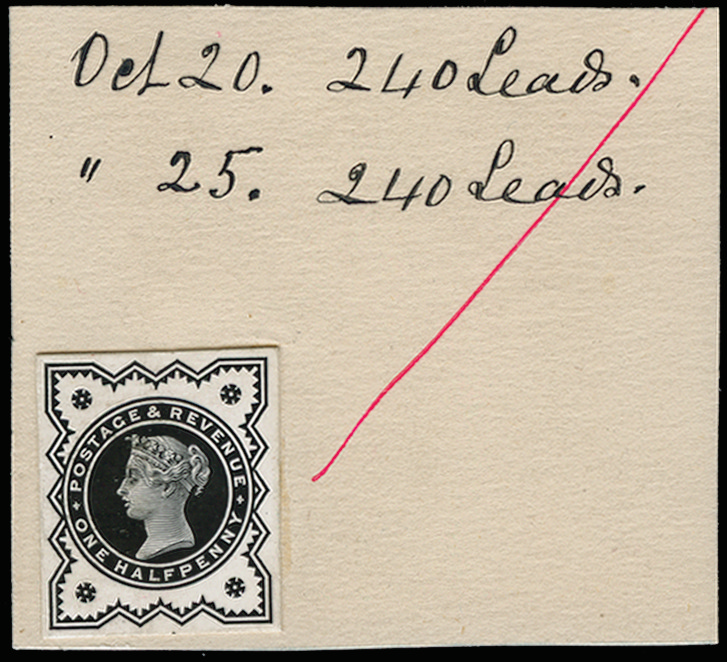 Oct 20. 240 Leads.
" 25. 240 Leads.
POSTAGE & REVENUE
ONE HALFPENNY